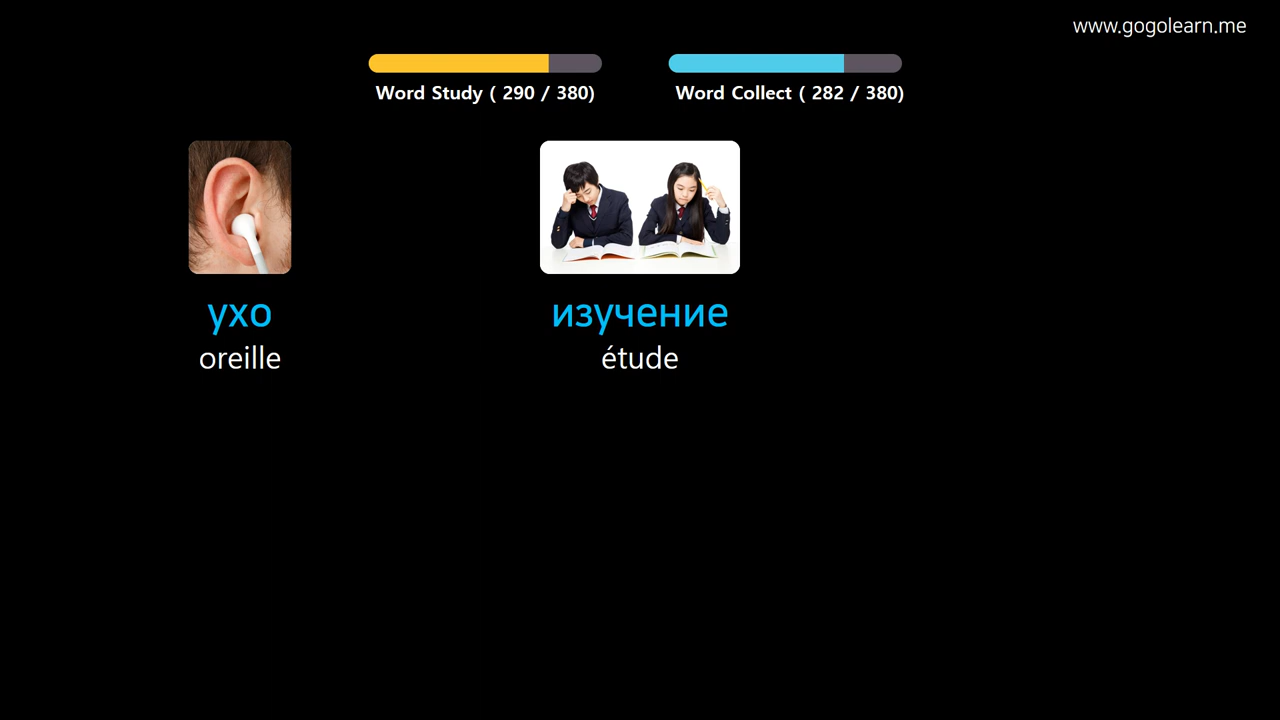 www.gogolearn.me
Word Study ( 290 / 380)
Word Collect ( 282 / 380)
ухо
oreille
изучение
étude